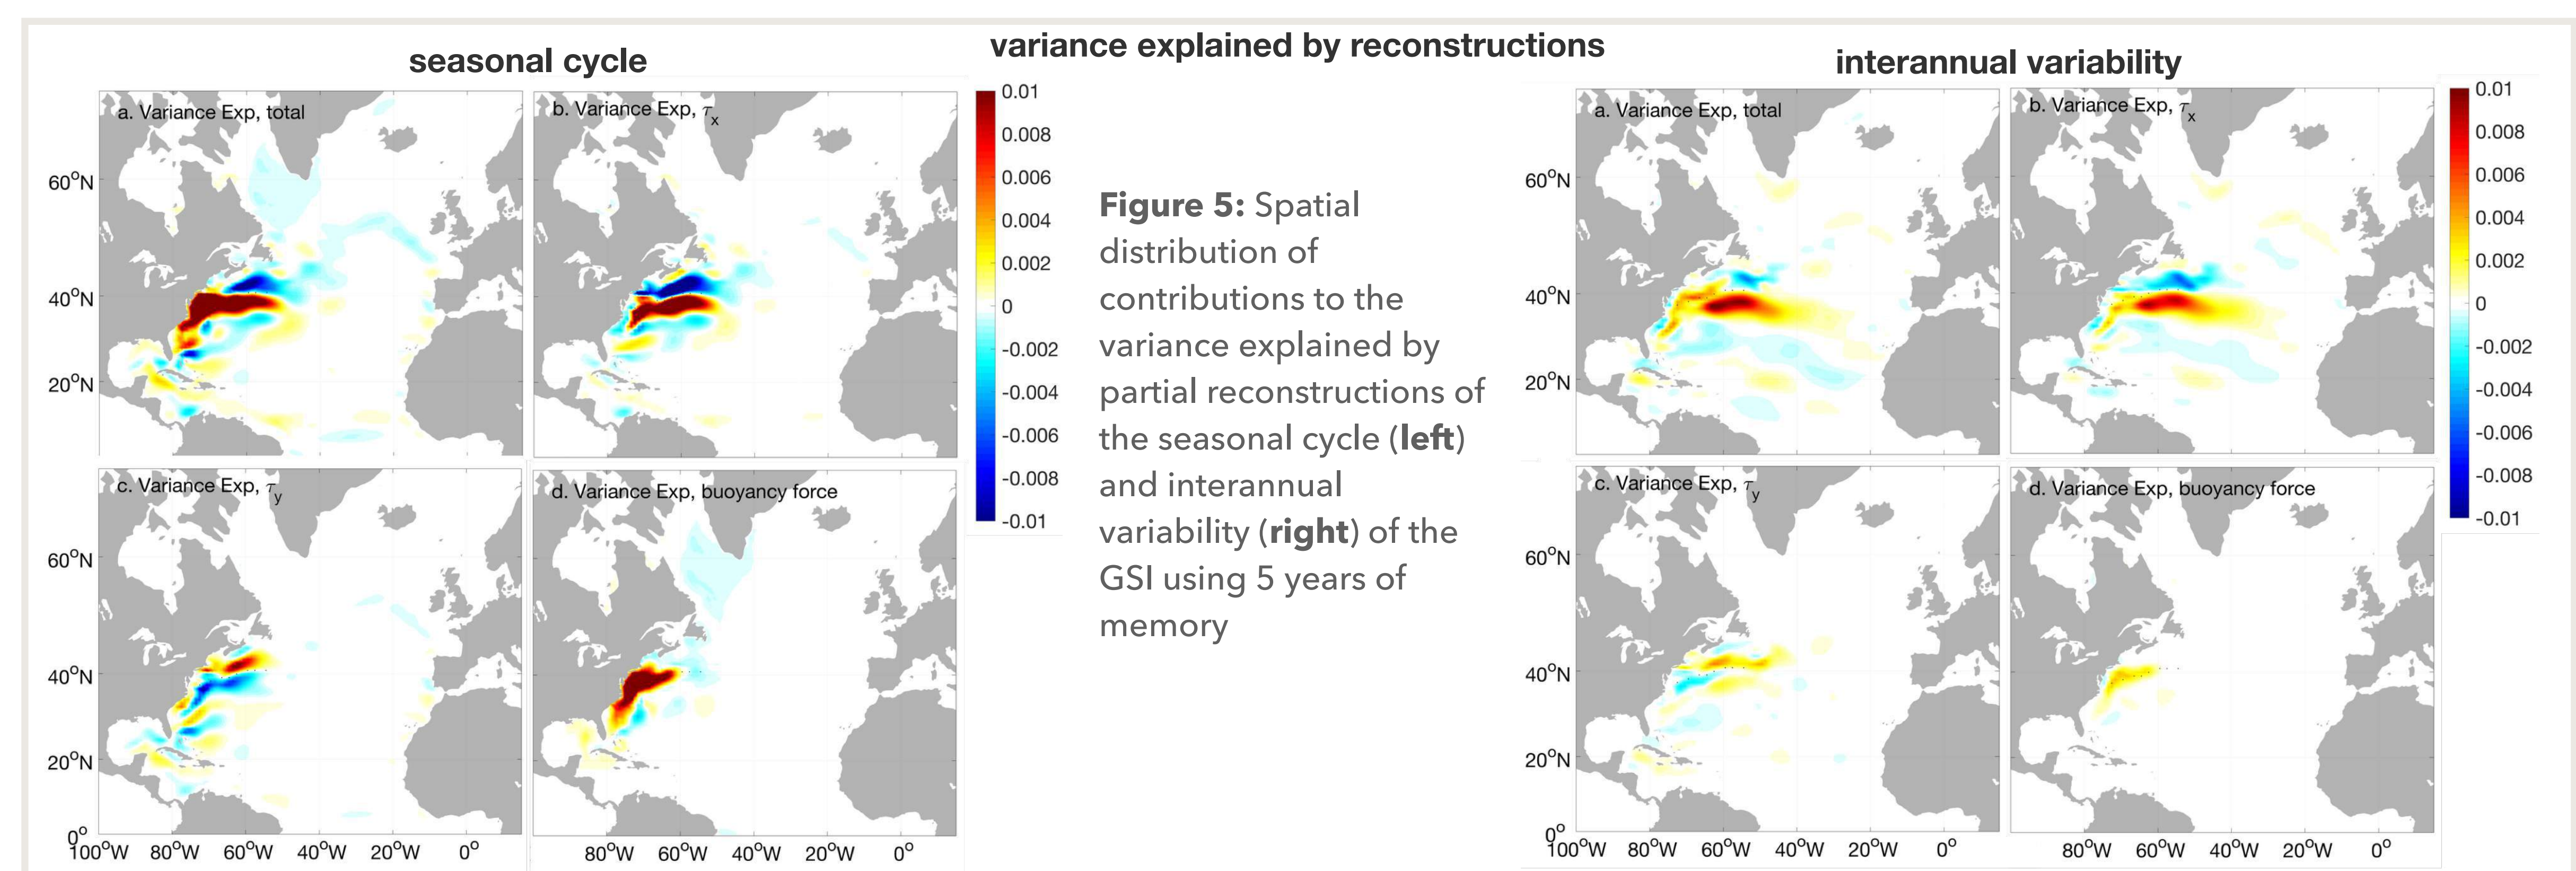 variance explained by reconstructions
seasonal cycle
a. Variance Exp, total
b. Variance Exp, τx
c. Variance Exp, τy
d. Variance Exp, buoyancy force
60°N
40°N
20°N
60°N
40°N
20°N
0°
100°W 80°W 60°W 40°W 20°W 0°
80°W 60°W 40°W 20°W 0°
0.01
0.008
0.006
0.004
0.002
0
-0.002
-0.004
-0.006
-0.008
-0.01
Figure 5: Spatial
distribution of
contributions to the
variance explained by
partial reconstructions of
the seasonal cycle (left)
and interannual
variability (right) of the
GSI using 5 years of
memory
interannual variability
a. Variance Exp, total
b. Variance Exp, τx
c. Variance Exp, τy
d. Variance Exp, buoyancy force
60°N
40°N
20°N
60°N
40°N
20°N
0°
100°W 80°W 60°W 40°W 20°W 0°
80°W 60°W 40°W 20°W 0°
0.01
0.008
0.006
0.004
0.002
0
-0.002
-0.004
-0.006
-0.008
-0.01